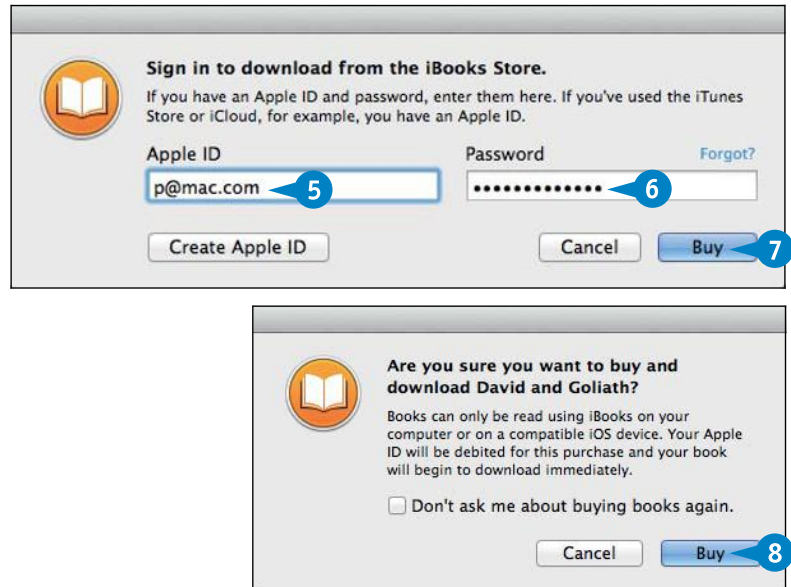 Sign in to download from the iBooks Store.
If you have an Apple ID and password, enter them here. If you've used the iTunes
Store or iCloud, for example, you have an Apple ID.
Apple ID Password Forgot?
p@mac.com 5 ••••••••••••• 6
Create Apple ID Cancel Buy 7
Are you sure you want to buy and
download David and Goliath?
Books can only be read using iBooks on your
computer or on a compatible iOS device. Your Apple
ID will be debited for this purchase and your book
will begin to download immediately.
Don't ask me about buying books again.
Cancel Buy 8